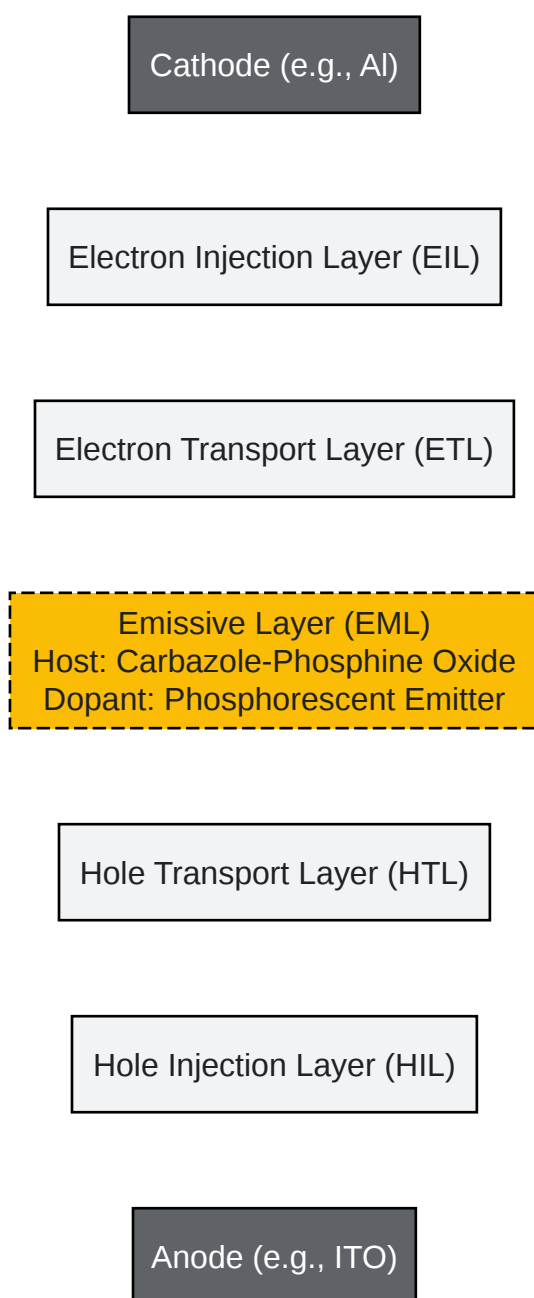 Cathode (e.g., Al)
Electron Injection Layer (EIL)
Electron Transport Layer (ETL)
Emissive Layer (EML)
Host: Carbazole-Phosphine Oxide
Dopant: Phosphorescent Emitter
Hole Transport Layer (HTL)
Hole Injection Layer (HIL)
Anode (e.g., ITO)